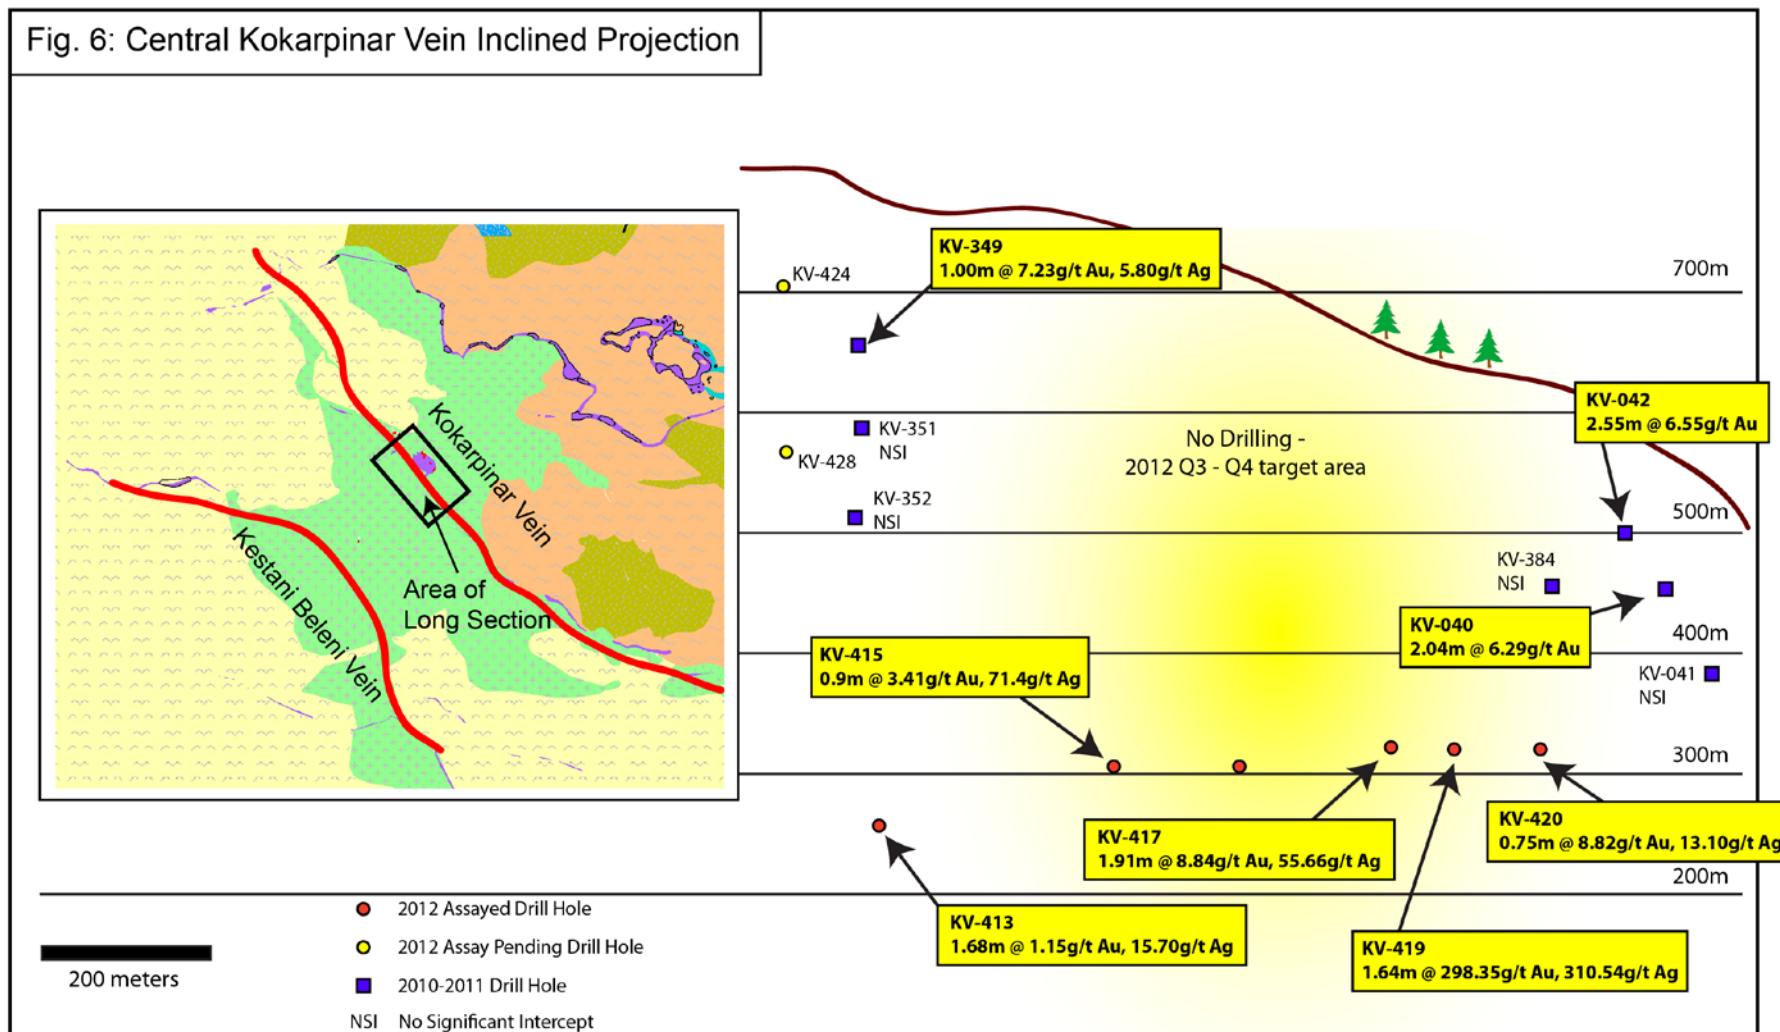 Fig. 6: Central Kokarpinar Vein Inclined Projection
KV-424
KV-349
1.00m @ 7.23g/t Au, 5.80g/t Ag
700m
KV-042
2.55m @ 6.55g/t Au
KV-351
NSI
KV-428
No Drilling -
2012 Q3 - Q4 target area
KV-352
NSI
500m
KV-384
NSI
KV-040
2.04m @ 6.29g/t Au
400m
KV-041
NSI
KV-415
0.9m @ 3.41g/t Au, 71.4g/t Ag
300m
KV-417
1.91m @ 8.84g/t Au, 55.66g/t Ag
KV-420
0.75m @ 8.82g/t Au, 13.10g/t Ag
200m
KV-413
1.68m @ 1.15g/t Au, 15.70g/t Ag
KV-419
1.64m @ 298.35g/t Au, 310.54g/t Ag
Kokarpinar Vein
Kestani Beleni Vein
Area of
Long Section
200 meters
2012 Assayed Drill Hole
2012 Assay Pending Drill Hole
2010-2011 Drill Hole
NSI No Significant Intercept